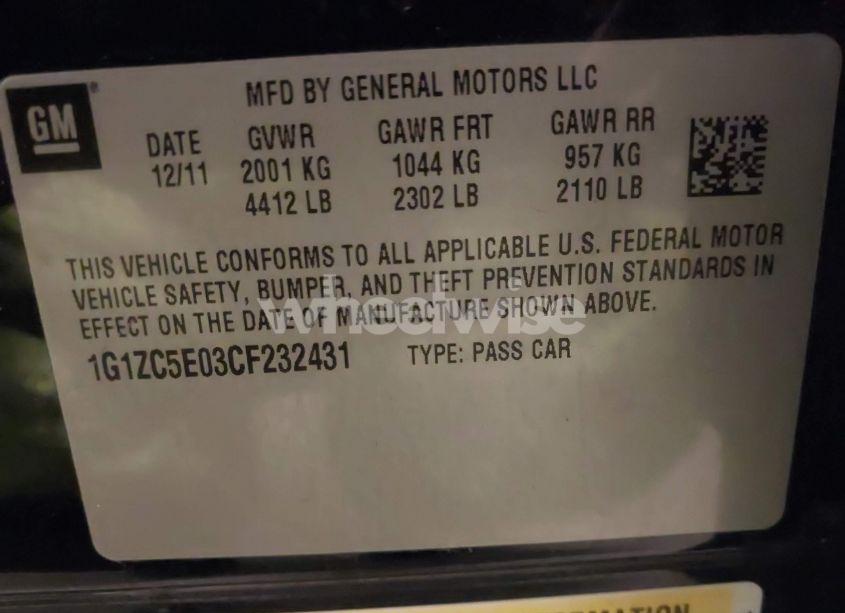 GM
MFD BY GENERAL MOTORS LLC
DATE GVWR GAWR FRT GAWR RR
12/11 2001 KG 1044 KG 957 KG
4412 LB 2302 LB 2110 LB
THIS VEHICLE CONFORMS TO ALL APPLICABLE U.S. FEDERAL MOTOR
VEHICLE SAFETY, BUMPER, AND THEFT PREVENTION STANDARDS IN
EFFECT ON THE DATE OF MANUFACTURE SHOWN ABOVE.
1G1ZC5E03CF232431 TYPE: PASS CAR
wheelwise